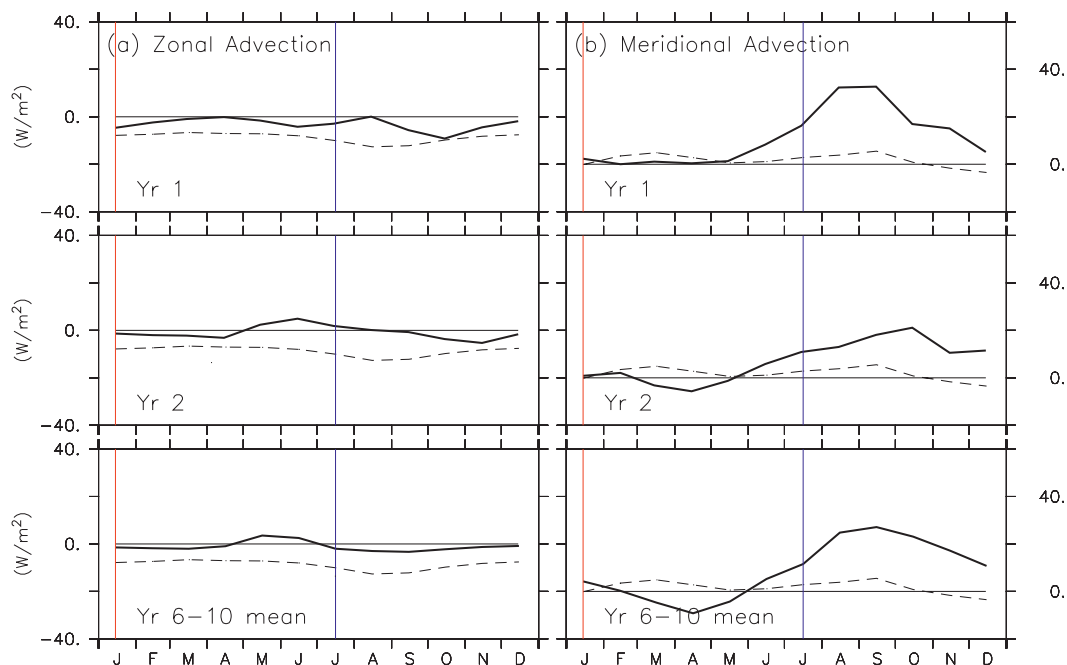 (a) Zonal Advection
(b) Meridional Advection
40.
0.
−40.
(W/m²)
Yr 1
Yr 1
40.
0.
40.
0.
−40.
(W/m²)
Yr 2
Yr 2
40.
0.
40.
0.
−40.
(W/m²)
Yr 6−10 mean
Yr 6−10 mean
40.
0.
J F M A M J J A S O N D
J F M A M J J A S O N D